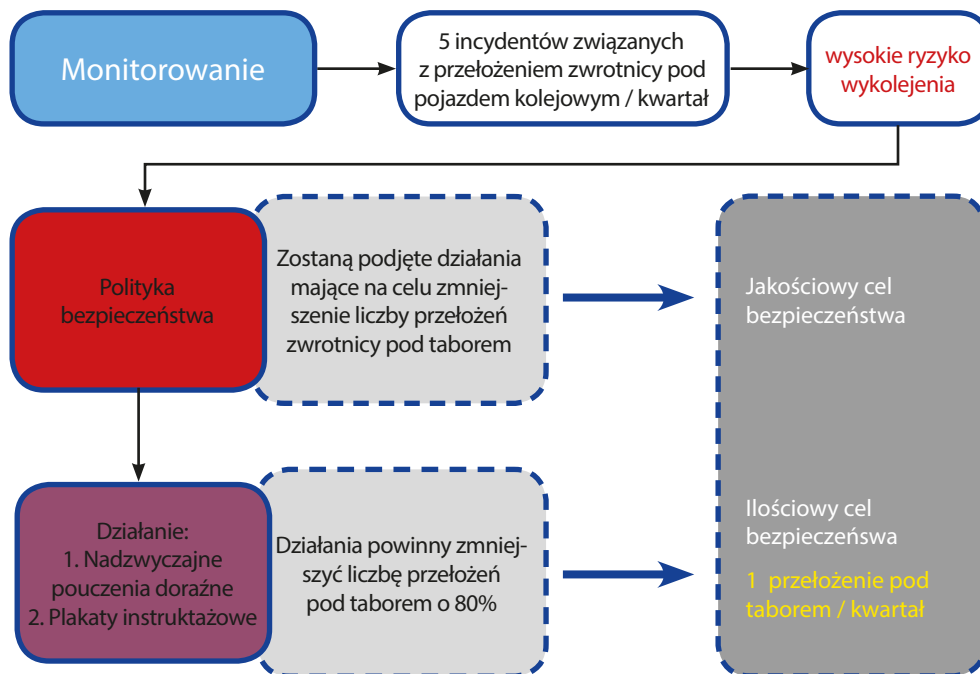 Monitorowanie
5 incydentów związanych
z przełożeniem zwrotnicy pod
pojazdem kolejowym / kwartał
wysokie ryzyko
wykolejenia
Polityka
bezpieczeństwa
Zostaną podjęte działania
mające na celu zmniej-
szenie liczby przełożeń
zwrotnicy pod taborem
Jakościowy cel
bezpieczeństwa
Działanie:
1. Nadzwyczajne
pouczenia doraźne
2. Plakaty instruktażowe
Działania powinny zmniej-
szyć liczbę przełożeń
pod taborem o 80%
Ilościowy cel
bezpieczeńswa
1 przełożenie pod
taborem / kwartał